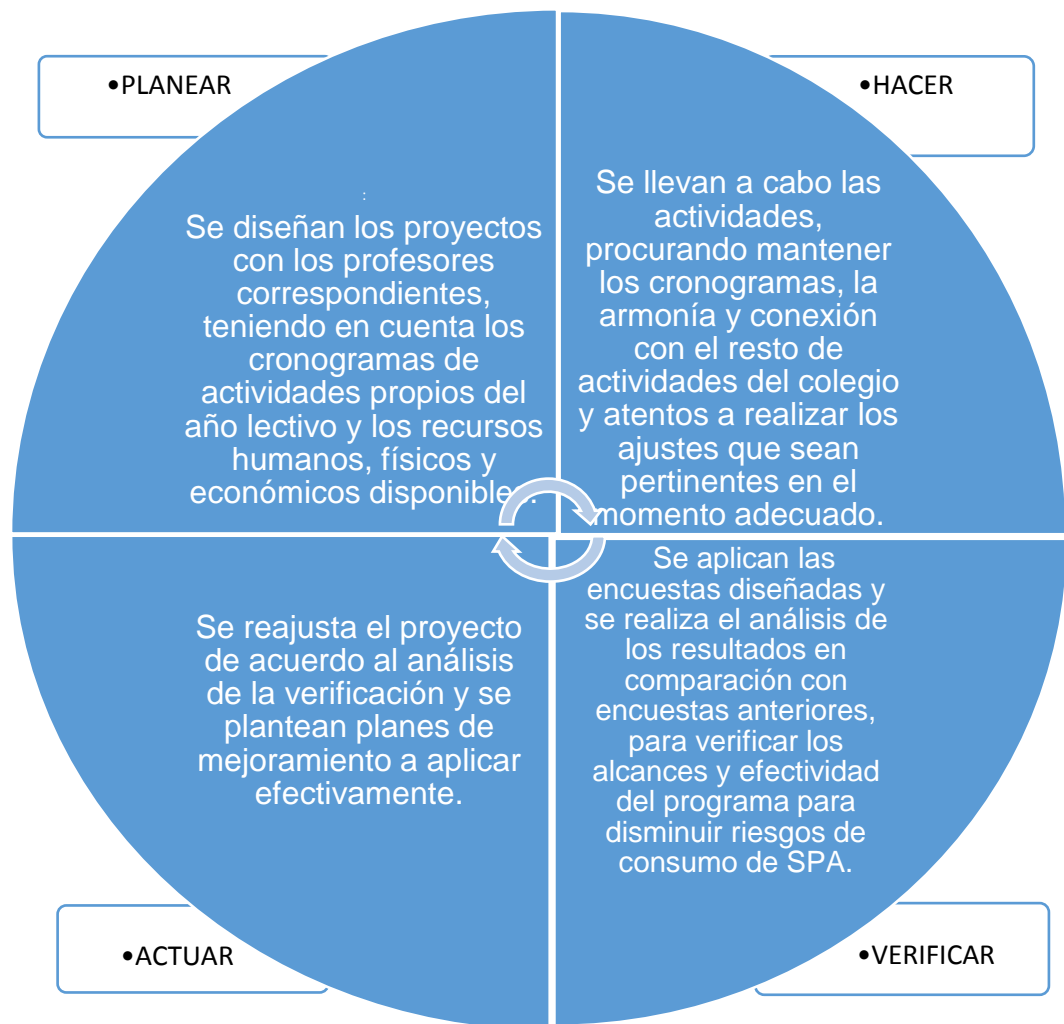 •PLANEAR
:
Se diseñan los proyectos
con los profesores
correspondientes,
teniendo en cuenta los
cronogramas de
actividades propios del
año lectivo y los recursos
humanos, físicos y
económicos disponibles.
•HACER
Se llevan a cabo las
actividades,
procurando mantener
los cronogramas, la
armonía y conexión
con el resto de
actividades del colegio
y atentos a realizar los
ajustes que sean
pertinentes en el
momento adecuado.
Se reajusta el proyecto
de acuerdo al análisis
de la verificación y se
plantean planes de
mejoramiento a aplicar
efectivamente.
•ACTUAR
Se aplican las
encuestas diseñadas y
se realiza el análisis de
los resultados en
comparación con
encuestas anteriores,
para verificar los
alcances y efectividad
del programa para
disminuir riesgos de
consumo de SPA.
•VERIFICAR